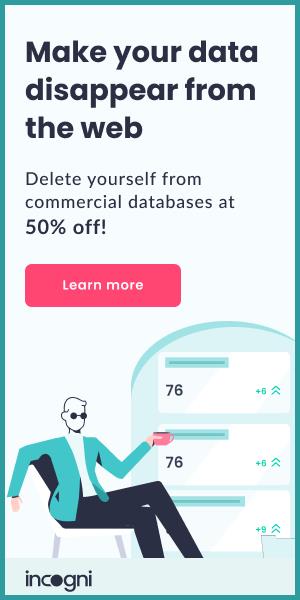 Make your data
disappear from
the web
Delete yourself from
commercial databases at
50% off!
Learn more
76
+6
76
+6
+9
incogni